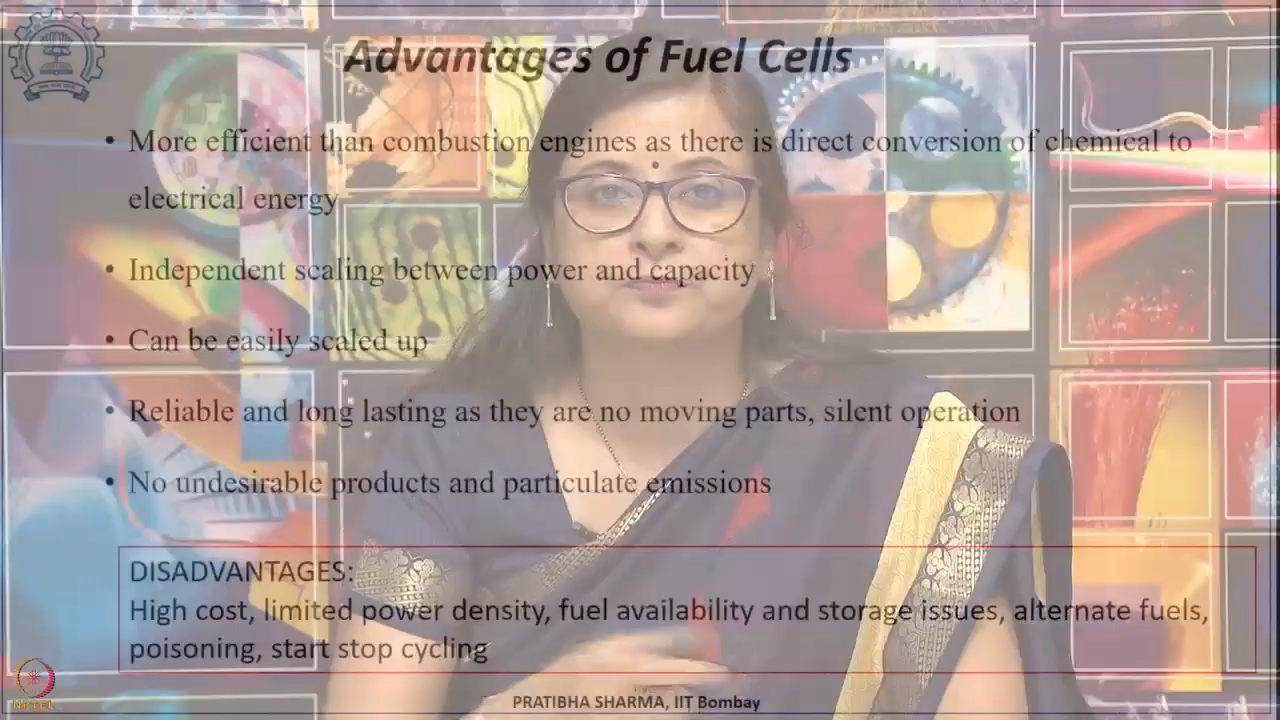 Advantages of Fuel Cells
• More efficient than combustion engines as there is direct conversion of chemical to
electrical energy
• Independent scaling between power and capacity
• Can be easily scaled up
• Reliable and long lasting as they are no moving parts, silent operation
• No undesirable products and particulate emissions
DISADVANTAGES:
High cost, limited power density, fuel availability and storage issues, alternate fuels,
poisoning, start stop cycling
PRATIBHA SHARMA, IIT Bombay
NPTEL